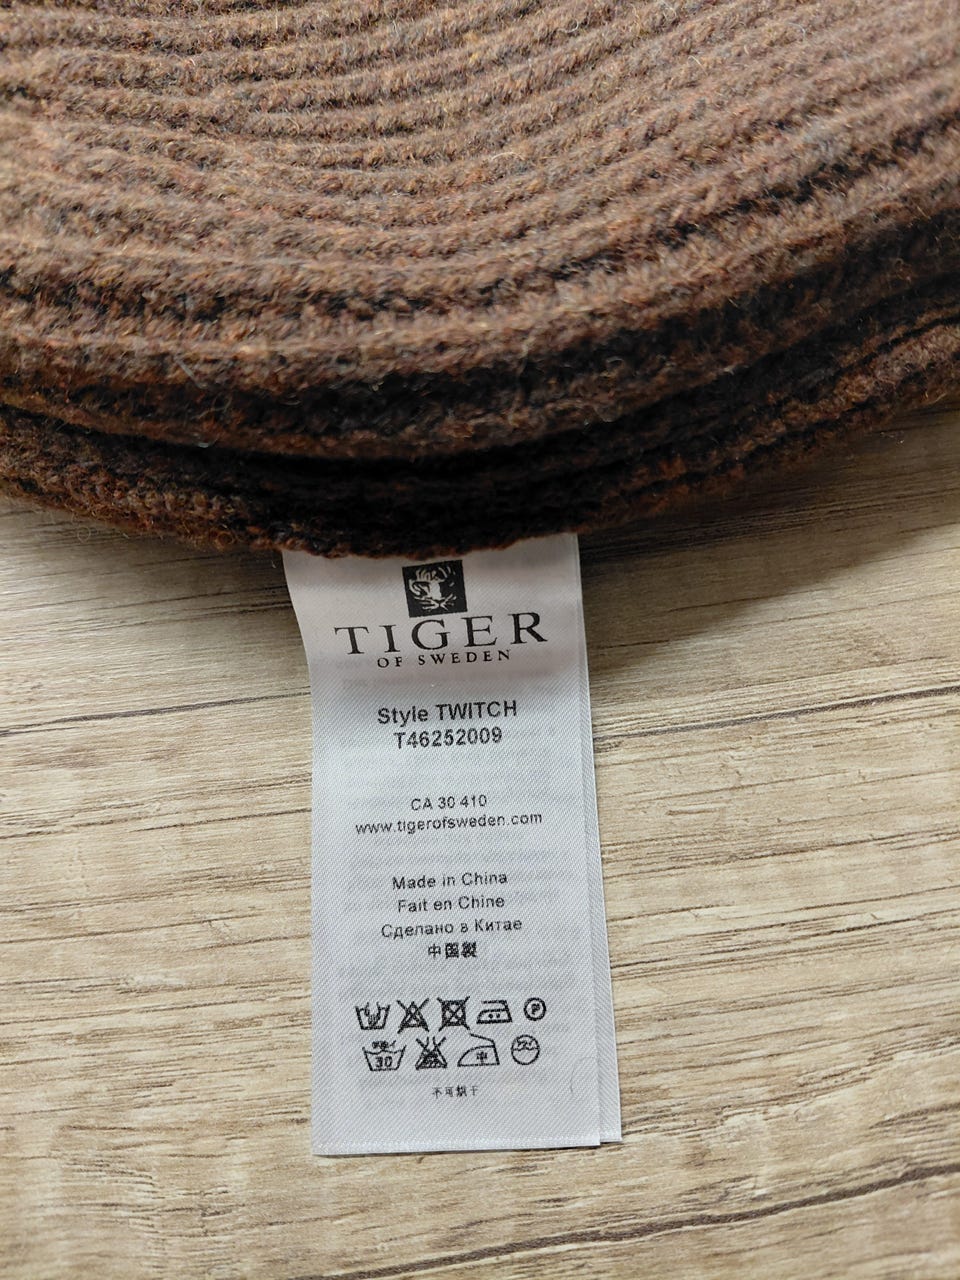 TIGER
OF SWEDEN
Style TWITCH
T46252009
CA 30 410
www.tigerofsweden.com
Made in China
Fait en Chine
Сделано в Китае
中国製
P
30 中
不可烘干